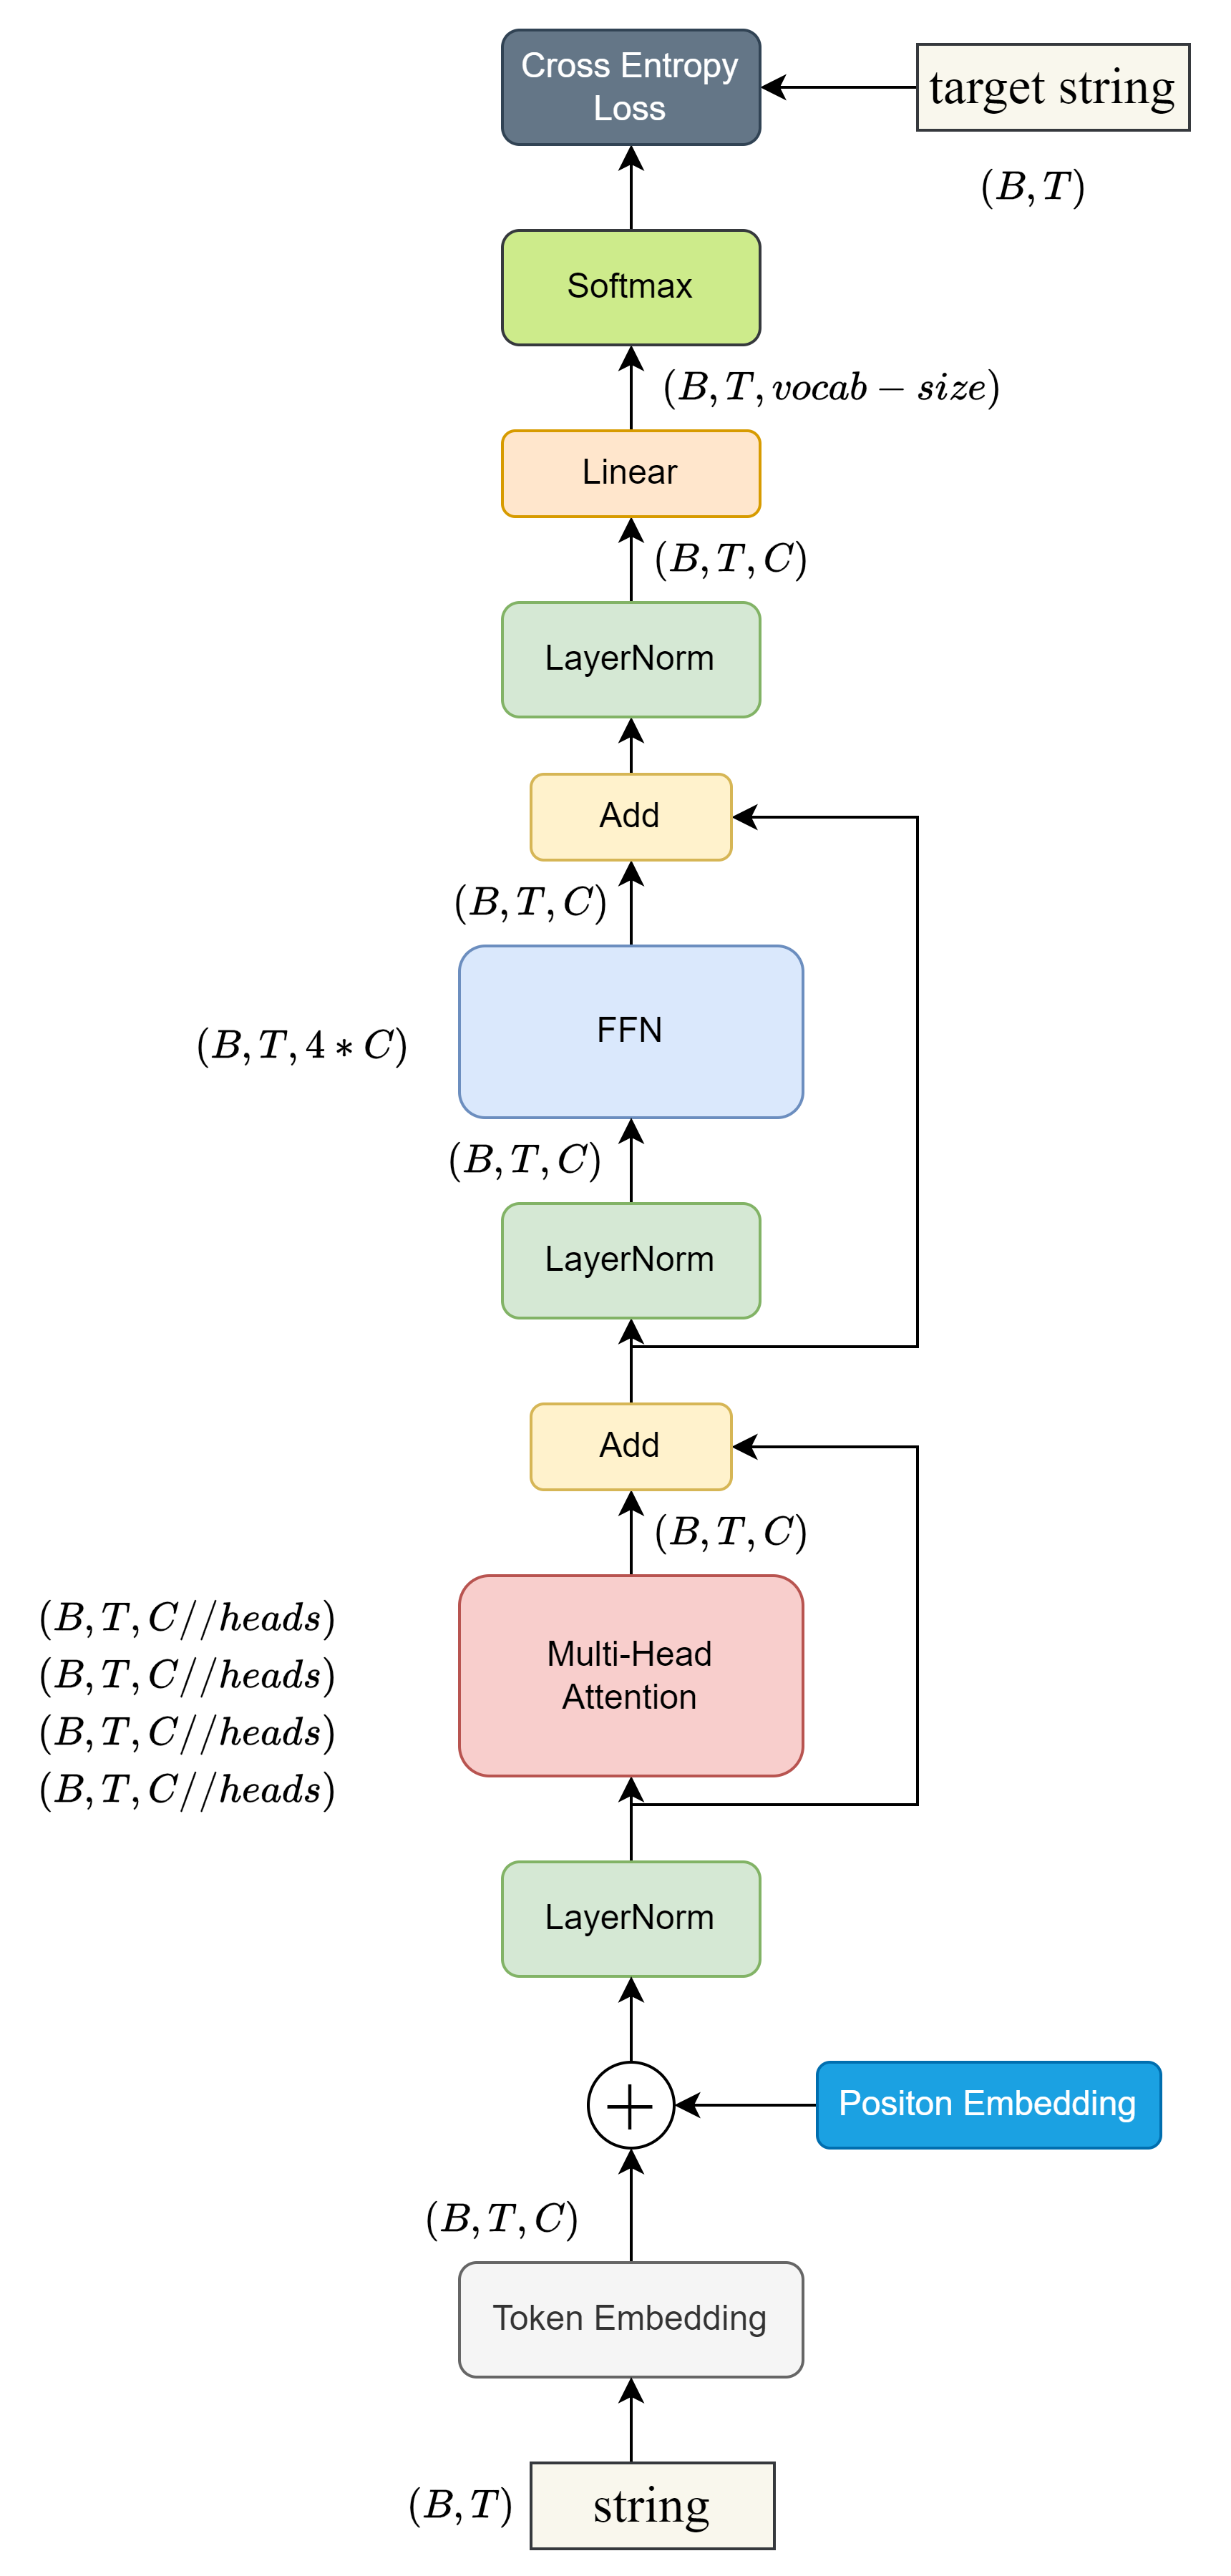 Cross Entropy
Loss
target string
(B, T)
Softmax
(B, T, vocab − size)
Linear
(B, T, C)
LayerNorm
Add
(B, T, C)
FFN
(B, T, 4 ∗ C)
(B, T, C)
LayerNorm
Add
(B, T, C)
Multi-Head
Attention
(B, T, C//heads)
(B, T, C//heads)
(B, T, C//heads)
(B, T, C//heads)
LayerNorm
Positon Embedding
(B, T, C)
Token Embedding
(B, T)
string